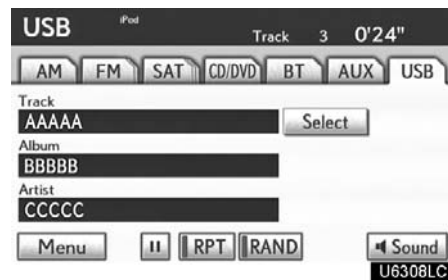 USB iPod Track 3 0'24"
AM FM SAT CD/DVD BT AUX USB
Track
AAAAA Select
Album
BBBBB
Artist
CCCCC
Menu RPT RAND Sound
U6308LC